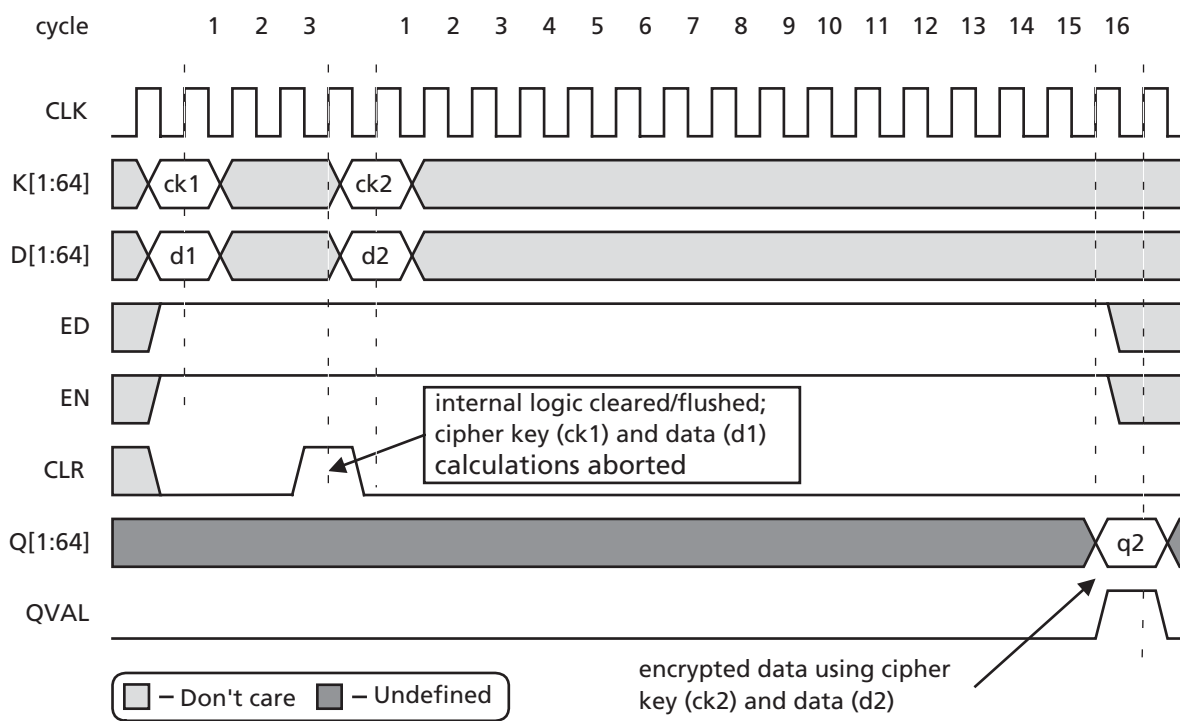 cycle 1 2 3 1 2 3 4 5 6 7 8 9 10 11 12 13 14 15 16
CLK
K[1:64] ck1 ck2
D[1:64] d1 d2
ED
EN
internal logic cleared/flushed;
cipher key (ck1) and data (d1)
calculations aborted
CLR
Q[1:64] q2
QVAL
encrypted data using cipher
key (ck2) and data (d2)
– Don't care – Undefined